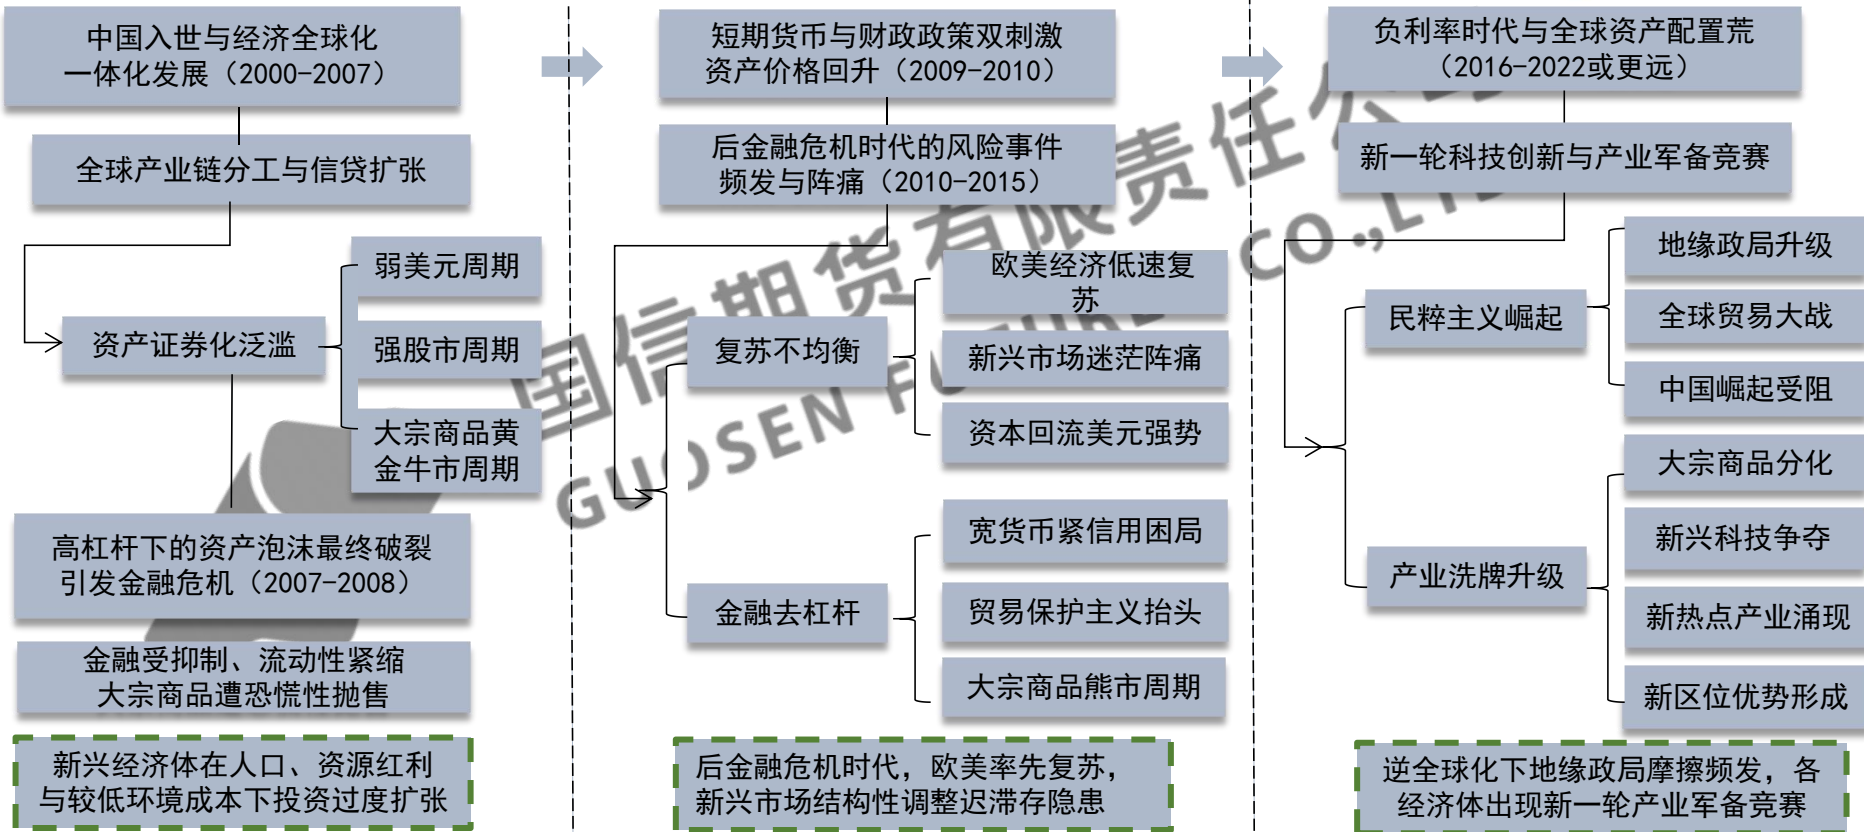 中国入世与经济全球化
一体化发展（2000-2007）
全球产业链分工与信贷扩张
资产证券化泛滥
弱美元周期
强股市周期
大宗商品黄
金牛市周期
高杠杆下的资产泡沫最终破裂
引发金融危机（2007-2008）
金融受抑制、流动性紧缩
大宗商品遭恐慌性抛售
新兴经济体在人口、资源红利
与较低环境成本下投资过度扩张
短期货币与财政政策双刺激
资产价格回升（2009-2010）
后金融危机时代的风险事件
频发与阵痛（2010-2015）
复苏不均衡
欧美经济低速复
苏
新兴市场迷茫阵痛
资本回流美元强势
金融去杠杆
宽货币紧信用困局
贸易保护主义抬头
大宗商品熊市周期
后金融危机时代，欧美率先复苏，
新兴市场结构性调整迟滞存隐患
负利率时代与全球资产配置荒
（2016-2022或更远）
新一轮科技创新与产业军备竞赛
民粹主义崛起
地缘政局升级
全球贸易大战
中国崛起受阻
产业洗牌升级
大宗商品分化
新兴科技争夺
新热点产业涌现
新区位优势形成
逆全球化下地缘政局摩擦频发，各
经济体出现新一轮产业军备竞赛
国信期货有限责任公司
GUOSEN FUTURE CO.,LT